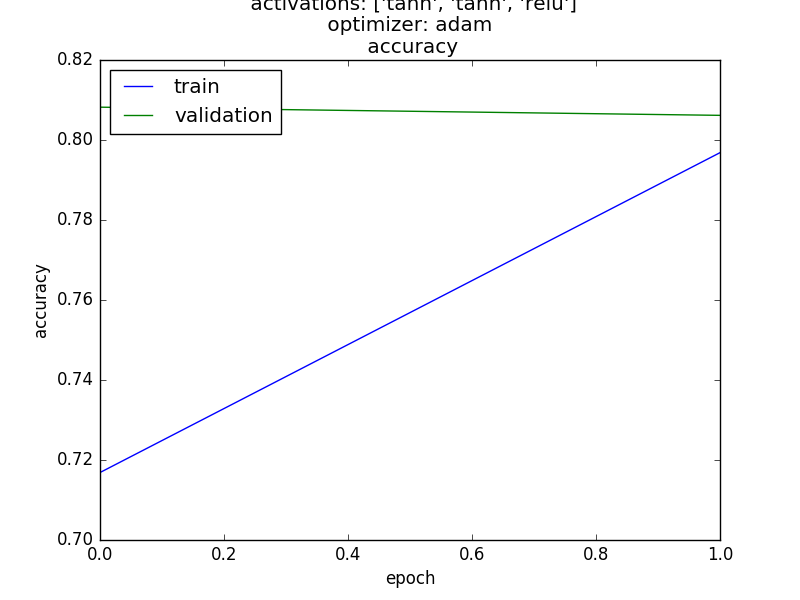 activations: ['tanh', 'tanh', 'relu']
optimizer: adam
accuracy
0.82
train
validation
0.80
0.78
0.76
accuracy
0.74
0.72
0.70
0.0 0.2 0.4 0.6 0.8 1.0
epoch